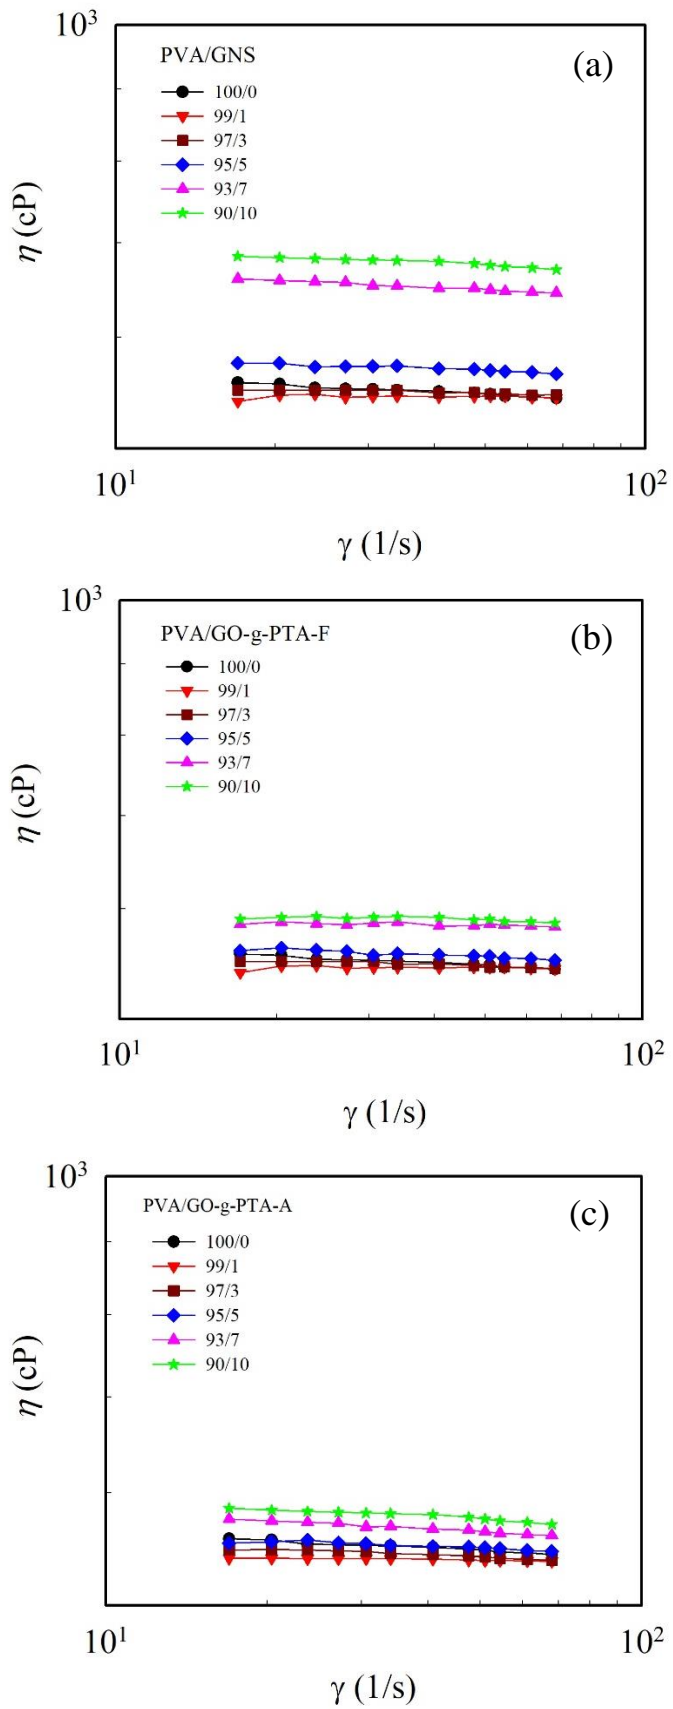 10³
PVA/GNS
(a)
100/0
99/1
97/3
95/5
93/7
90/10
η (cP)
10¹
10²
γ (1/s)
10³
PVA/GO-g-PTA-F
(b)
100/0
99/1
97/3
95/5
93/7
90/10
η (cP)
10¹
10²
γ (1/s)
10³
PVA/GO-g-PTA-A
(c)
100/0
99/1
97/3
95/5
93/7
90/10
η (cP)
10¹
10²
γ (1/s)